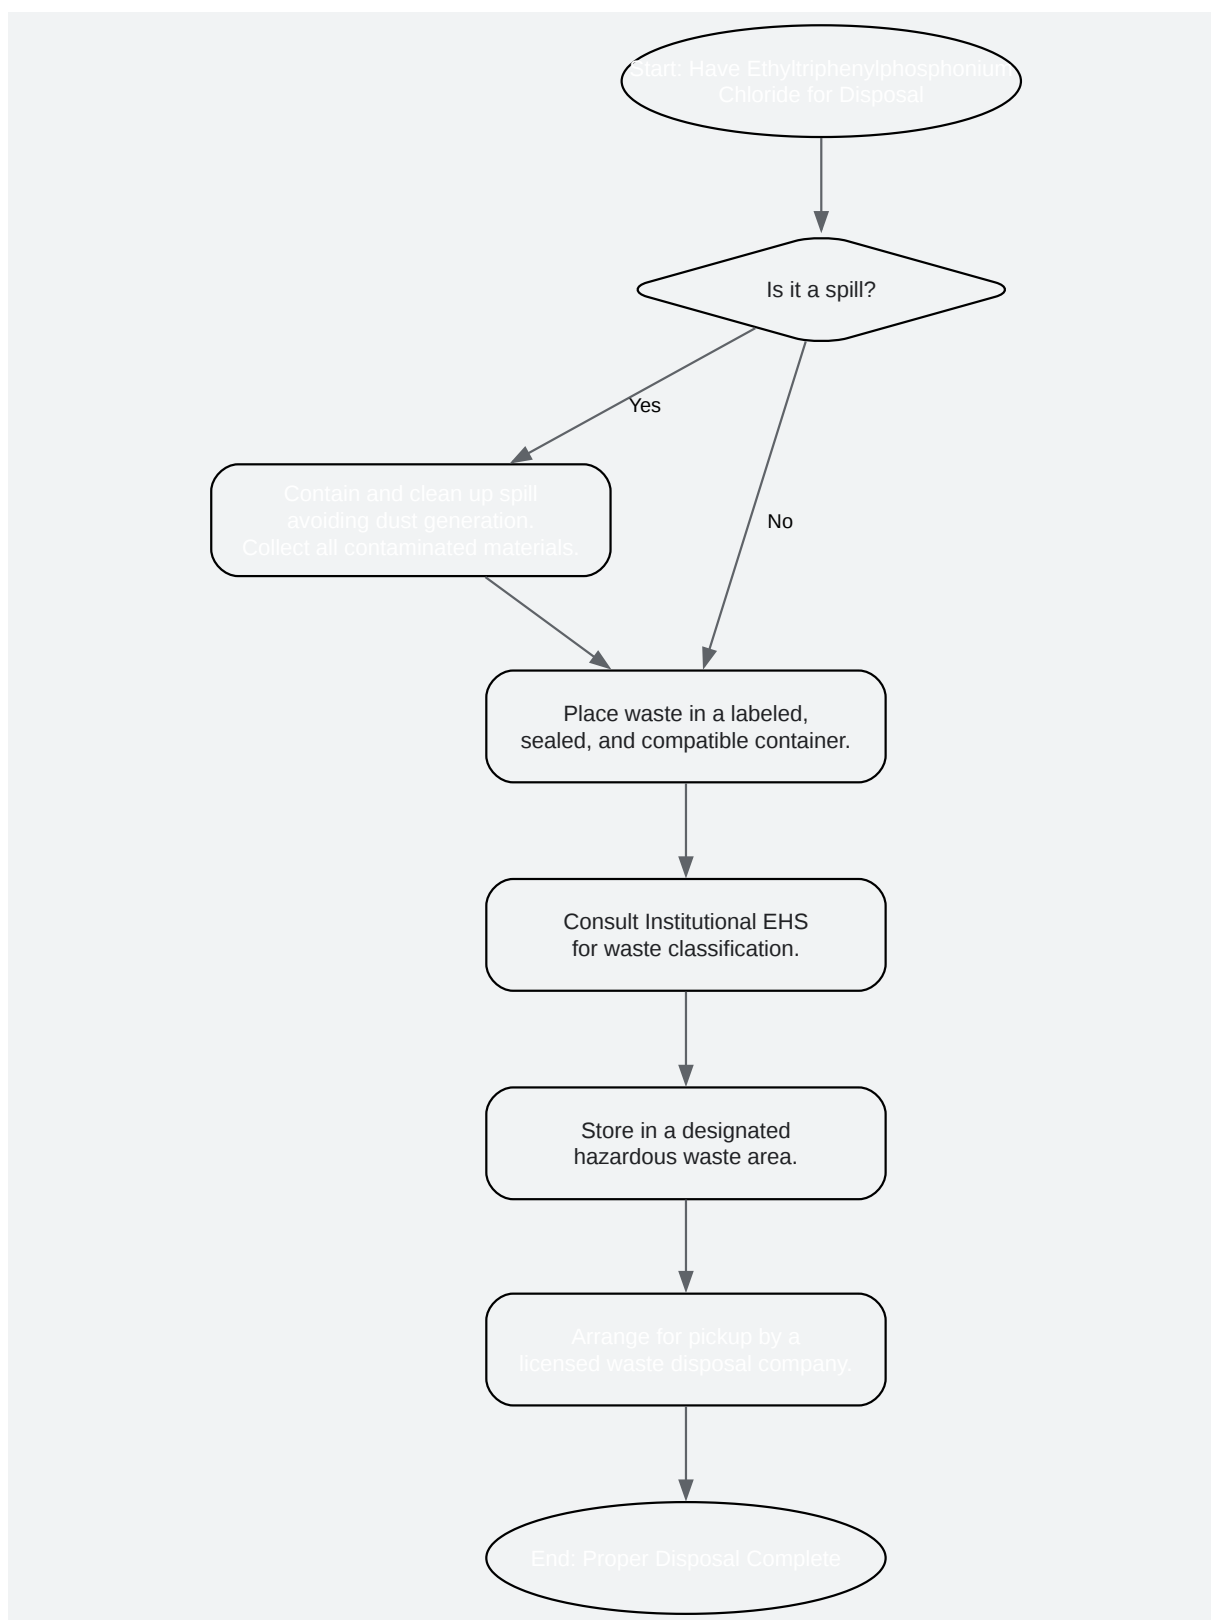 Start: Have Ethyltriphenylphosphonium
Chloride for Disposal
Is it a spill?
Yes
Contain and clean up spill
avoiding dust generation.
Collect all contaminated materials.
No
Place waste in a labeled,
sealed, and compatible container.
Consult Institutional EHS
for waste classification.
Store in a designated
hazardous waste area.
Arrange for pickup by a
licensed waste disposal company.
End: Proper Disposal Complete